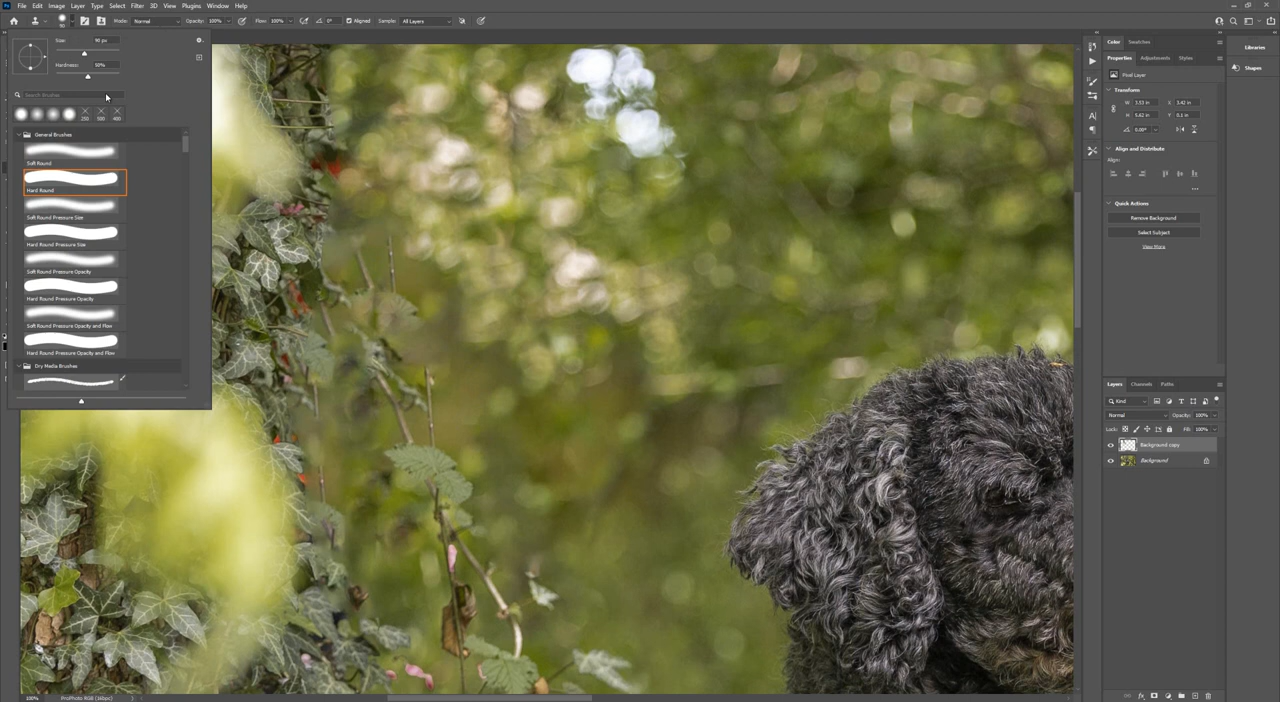 Ps File Edit Image Layer Type Select Filter 3D View Plugins Window Help
90 Mode: Normal Opacity: 100% Flow: 100% 0° Aligned Sample: All Layers
Size: 90 px
Hardness: 50%
Search Brushes
250 500 400
General Brushes
Soft Round
Hard Round
Soft Round Pressure Size
Hard Round Pressure Size
Soft Round Pressure Opacity
Hard Round Pressure Opacity
Soft Round Pressure Opacity and Flow
Hard Round Pressure Opacity and Flow
Dry Media Brushes
100% ProPhoto RGB (16bpc)
Color Swatches
Properties Adjustments Styles
Pixel Layer
Transform
W: 3.53 in X: 3.42 in
H: 5.62 in Y: 0.1 in
0.00°
Align and Distribute
Align:
Quick Actions
Remove Background
Select Subject
View More
Layers Channels Paths
Kind
Normal Opacity: 100%
Lock: Fill: 100%
Background copy
Background
Libraries
Shapes